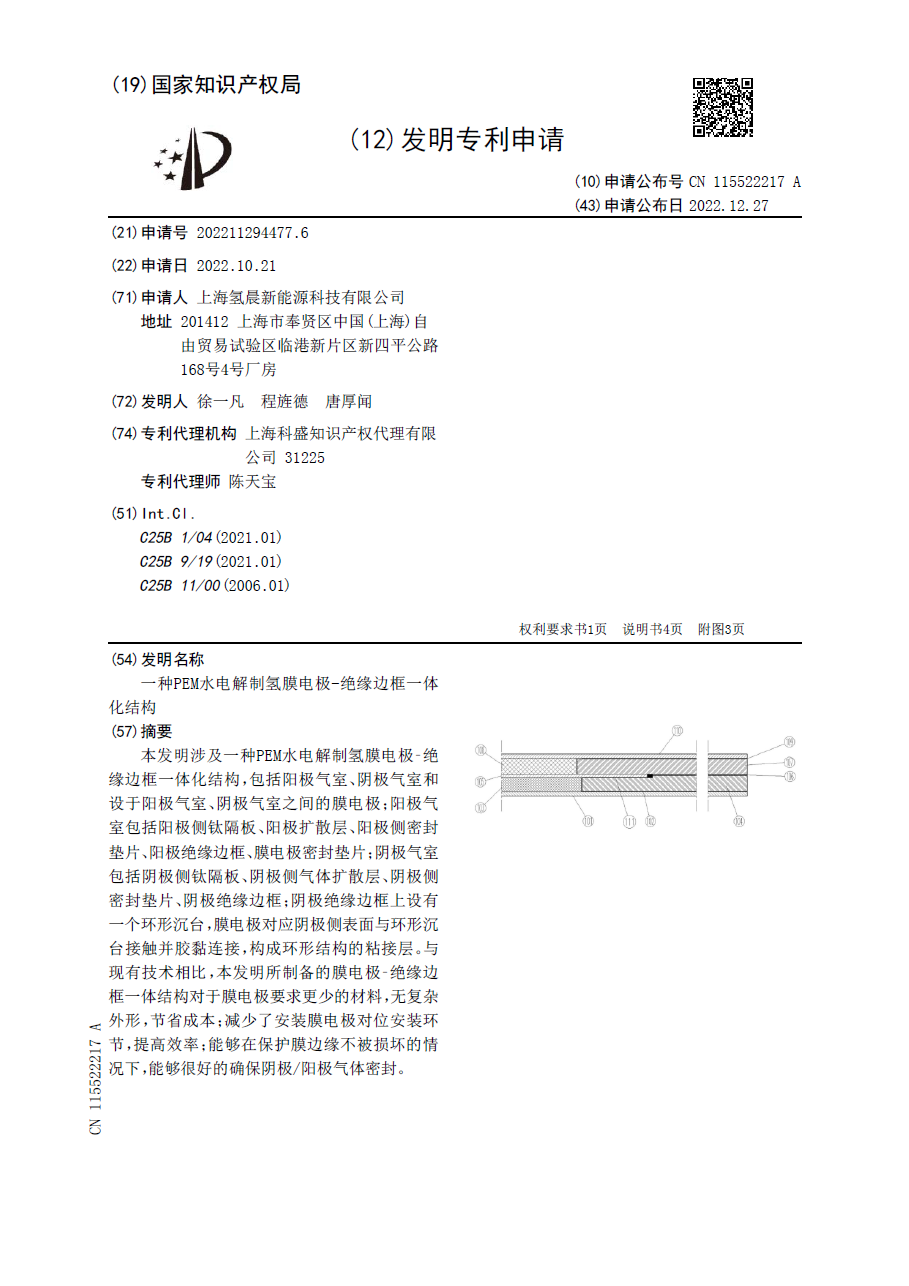 (19)国家知识产权局
(12)发明专利申请
(10)申请公布号 CN 115522217 A
(43)申请公布日 2022.12.27
(21)申请号 202211294477.6
(22)申请日 2022.10.21
(71)申请人 上海氢晨新能源科技有限公司
地址 201412 上海市奉贤区中国(上海)自
由贸易试验区临港新片区新四平公路
168号4号厂房
(72)发明人 徐一凡 程旌德 唐厚闻
(74)专利代理机构 上海科盛知识产权代理有限
公司 31225
专利代理师 陈天宝
(51)Int.Cl.
C25B 1/04(2021.01)
C25B 9/19(2021.01)
C25B 11/00(2006.01)
权利要求书1页 说明书4页 附图3页
(54)发明名称
一种PEM水电解制氢膜电极-绝缘边框一体
化结构
(57)摘要
本发明涉及一种PEM水电解制氢膜电极-绝
缘边框一体化结构,包括阳极气室、阴极气室和
设于阳极气室、阴极气室之间的膜电极;阳极气
室包括阳极侧钛隔板、阳极扩散层、阳极侧密封
垫片、阳极绝缘边框、膜电极密封垫片;阴极气室
包括阴极侧钛隔板、阴极侧气体扩散层、阴极侧
密封垫片、阴极绝缘边框;阴极绝缘边框上设有
一个环形沉台,膜电极对应阴极侧表面与环形沉
台接触并胶黏连接,构成环形结构的粘接层。与
现有技术相比,本发明所制备的膜电极-绝缘边
框一体结构对于膜电极要求更少的材料,无复杂
外形,节省成本;减少了安装膜电极对位安装环
节,提高效率;能够在保护膜边缘不被损坏的情
况下,能够很好的确保阴极/阳极气体密封。
CN 115522217 A